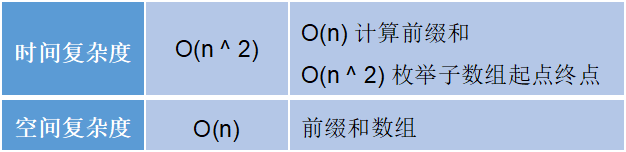 时间复杂度
O(n ^ 2)
O(n) 计算前缀和
O(n ^ 2) 枚举子数组起点终点
空间复杂度
O(n)
前缀和数组